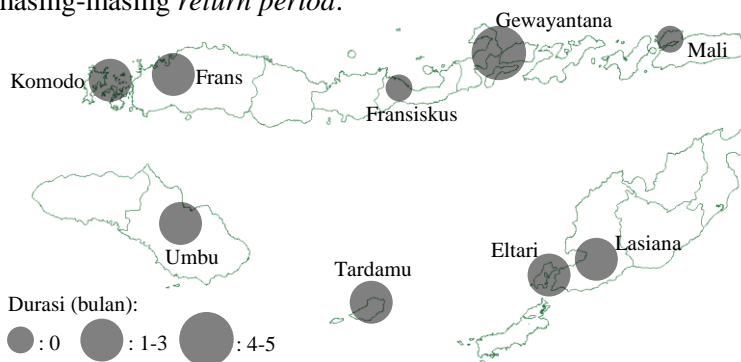 masing-masing return period.
Gewayantana
Mali
Komodo
Frans
Fransiskus
Umbu
Tardamu
Eltari
Lasiana
Durasi (bulan):
: 0 : 1-3 : 4-5